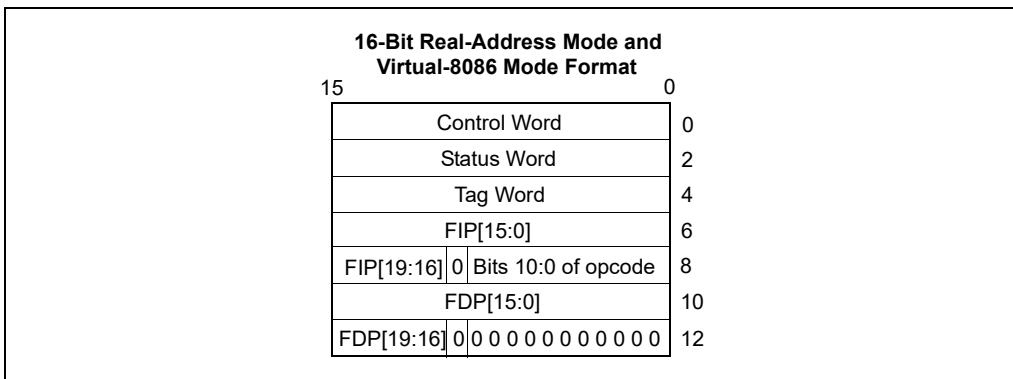 16-Bit Real-Address Mode and
Virtual-8086 Mode Format
15 0
Control Word 0
Status Word 2
Tag Word 4
FIP[15:0] 6
FIP[19:16] 0 Bits 10:0 of opcode 8
FDP[15:0] 10
FDP[19:16] 0 0 0 0 0 0 0 0 0 0 0 0 12